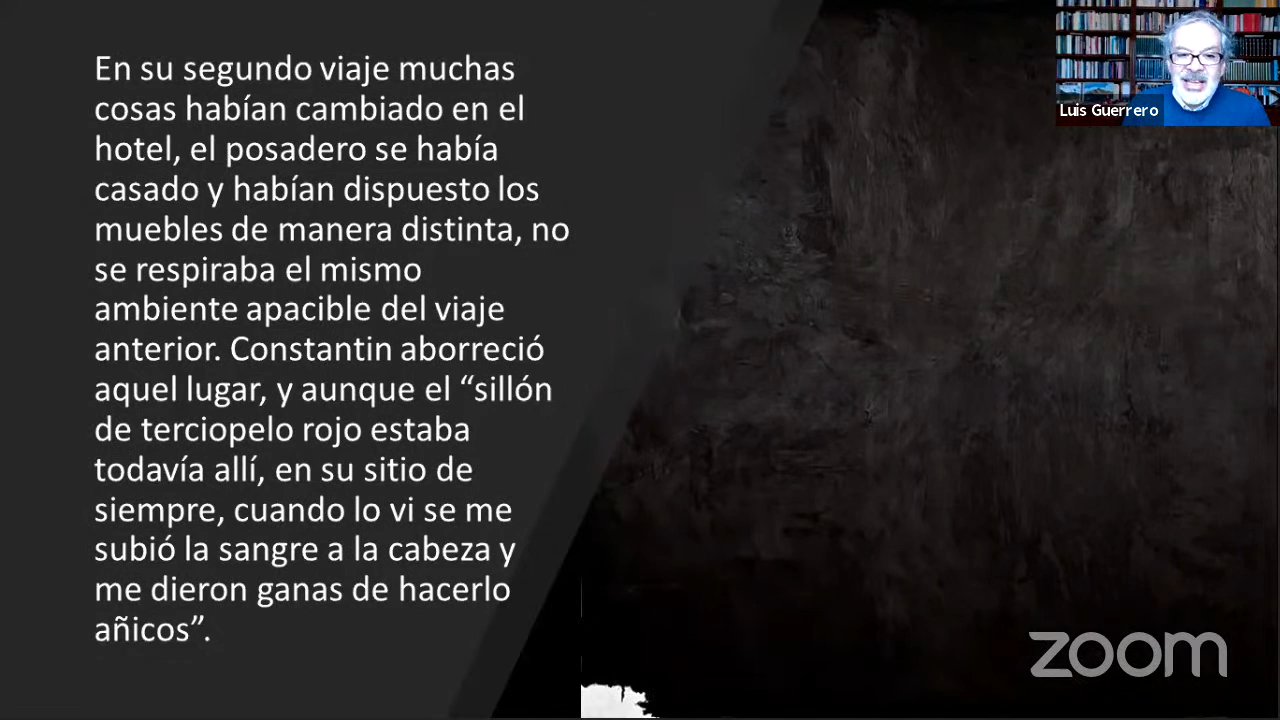 En su segundo viaje muchas
cosas habían cambiado en el
hotel, el posadero se había
casado y habían dispuesto los
muebles de manera distinta, no
se respiraba el mismo
ambiente apacible del viaje
anterior. Constantin aborreció
aquel lugar, y aunque el “sillón
de terciopelo rojo estaba
todavía allí, en su sitio de
siempre, cuando lo vi se me
subió la sangre a la cabeza y
me dieron ganas de hacerlo
añicos”.
Luis Guerrero
zoom